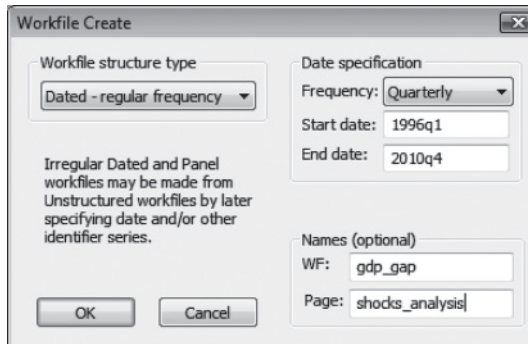 Workfile Create
Workfile structure type
Dated - regular frequency
Irregular Dated and Panel
workfiles may be made from
Unstructured workfiles by later
specifying date and/or other
identifier series.
OK
Cancel
Date specification
Frequency: Quarterly
Start date: 1996q1
End date: 2010q4
Names (optional)
WF: gdp_gap
Page: shocks_analysis